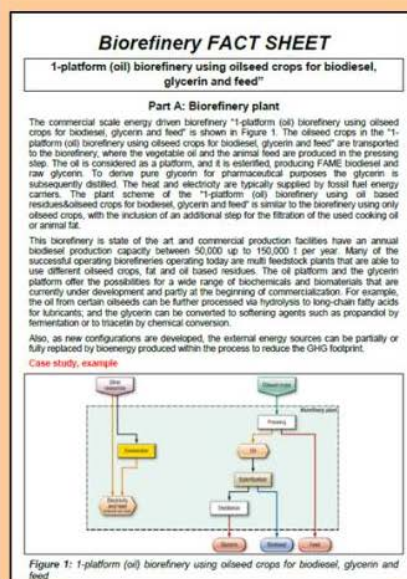 Biorefinery FACT SHEET
1-platform (oil) biorefinery using oilseed crops for biodiesel,
glycerin and feed"
Part A: Biorefinery plant
The commercial scale energy driven biorefinery "1-platform (oil) biorefinery using oilseed
crops for biodiesel, glycerin and feed" is shown in Figure 1. The oilseed crops in the "1-
platform (oil) biorefinery using oilseed crops for biodiesel, glycerin and feed" are transported
to the biorefinery, where the vegetable oil and the animal feed are produced in the pressing
step. The oil is considered as a platform, and it is esterified, producing FAME biodiesel and
raw glycerin. To derive pure glycerin for pharmaceutical purposes the glycerin is
subsequently distilled. The heat and electricity are typically supplied by fossil fuel energy
carriers. The plant scheme of the "1-platform (oil) biorefinery using oil based
residues&oilseed crops for biodiesel, glycerin and feed" is similar to the biorefinery using only
oilseed crops, with the inclusion of an additional step for the filtration of the used cooking oil
or animal fat.
This biorefinery is state of the art and commercial production facilities have an annual
biodiesel production capacity between 50,000 up to 150,000 t per year. Many of the
successful operating biorefineries operating today are multi feedstock plants that are able to
use different oilseed crops, fat and oil based residues. The oil platform and the glycerin
platform offer the possibilities for a wide range of biochemicals and biomaterials that are
currently under development and partly at the beginning of commercialization. For example,
the oil from certain oilseeds can be further processed via hydrolysis to long-chain fatty acids
for lubricants; and the glycerin can be converted to softening agents such as propandiol by
fermentation or to triacetin by chemical conversion.
Also, as new configurations are developed, the external energy sources can be partially or
fully replaced by bioenergy produced within the process to reduce the GHG footprint.
Case study, example
Oilseed crops
Biorefinery plant
Pressing
Conversion
Oil
Esterification
Electricity
and heat
Distillation
Glycerin
Biodiesel
Feed
Figure 1: 1-platform (oil) biorefinery using oilseed crops for biodiesel, glycerin and
feed